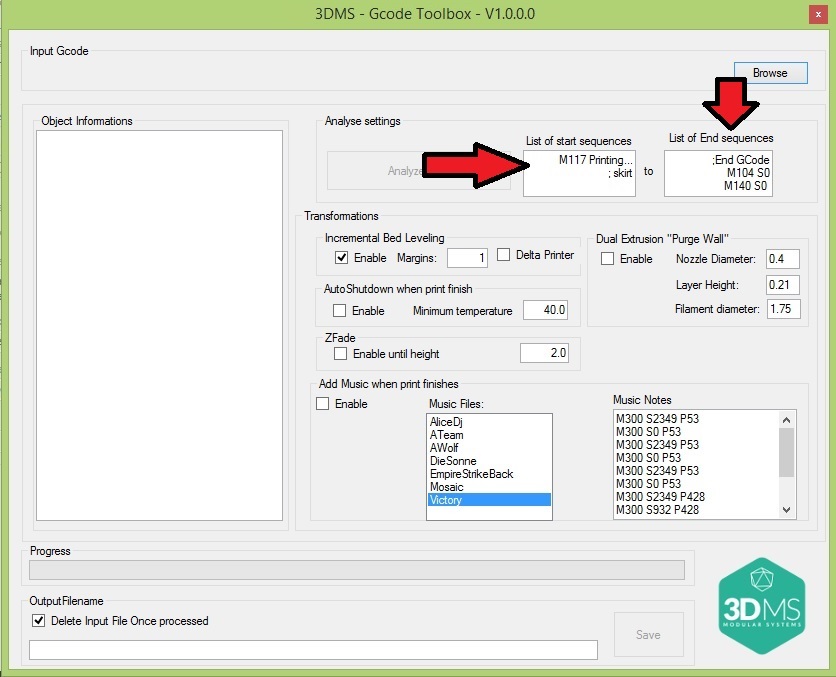 3DMS - Gcode Toolbox - V1.0.0.0
x
Input Gcode
Browse
Object Informations
Analyse settings
List of start sequences
List of End sequences
Analyze
M117 Printing...
; skirt
to
;End GCode
M104 S0
M140 S0
Transformations
Incremental Bed Leveling
Enable
Margins:
1
Delta Printer
Dual Extrusion "Purge Wall"
Enable
Nozzle Diameter:
0.4
Layer Height:
0.21
Filament diameter:
1.75
AutoShutdown when print finish
Enable
Minimum temperature
40.0
ZFade
Enable until height
2.0
Add Music when print finishes
Enable
Music Files:
AliceDj
ATeam
AWolf
DieSonne
EmpireStrikeBack
Mosaic
Victory
Music Notes
M300 S2349 P53
M300 S0 P53
M300 S2349 P53
M300 S0 P53
M300 S2349 P53
M300 S0 P53
M300 S2349 P428
M300 S932 P428
Progress
OutputFilename
Delete Input File Once processed
Save
3DMS
MODULAR SYSTEMS